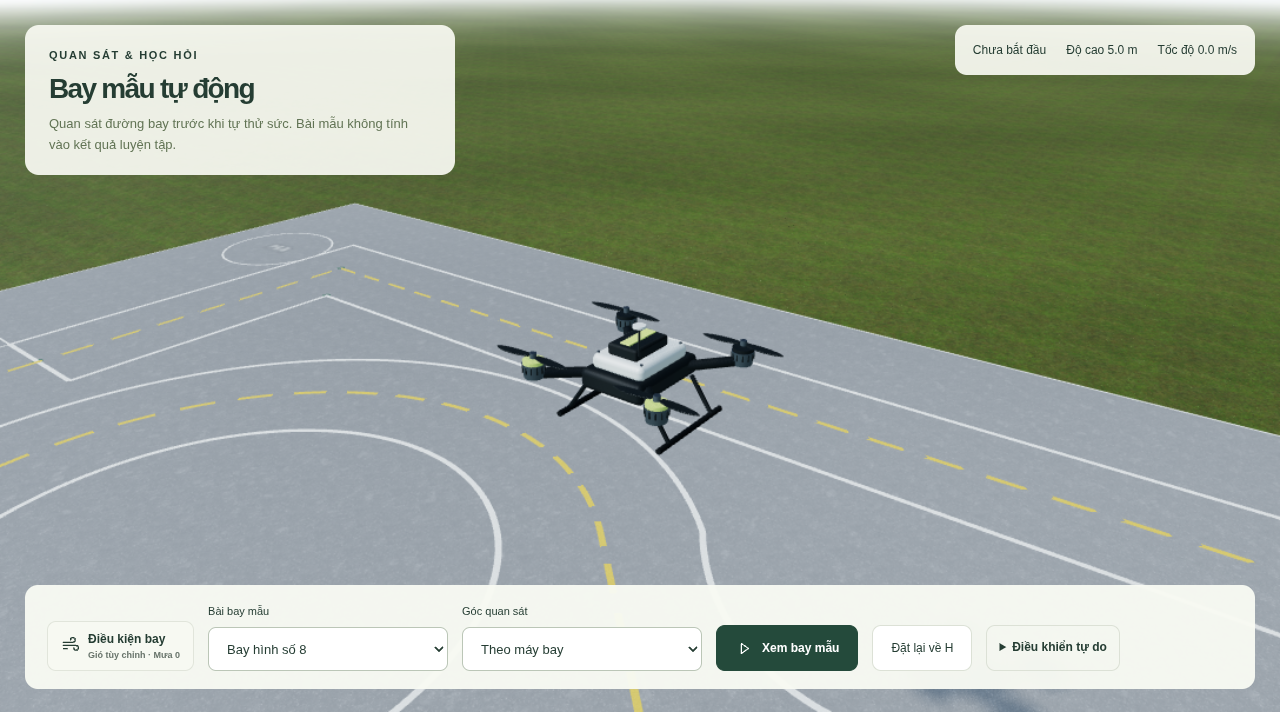 QUAN SÁT & HỌC HỎI
Bay mẫu tự động
Quan sát đường bay trước khi tự thử sức. Bài mẫu không tính
vào kết quả luyện tập.
Chưa bắt đầu Độ cao 5.0 m Tốc độ 0.0 m/s
Bài bay mẫu Góc quan sát
Điều kiện bay
Gió tùy chỉnh · Mưa 0
Bay hình số 8
Theo máy bay
Xem bay mẫu
Đặt lại về H
Điều khiển tự do